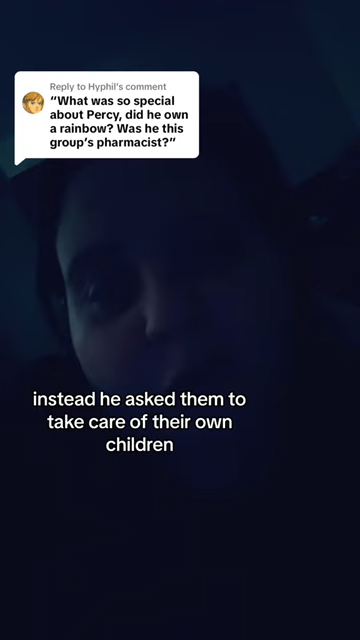 Reply to Hyphil's comment
“What was so special
about Percy, did he own
a rainbow? Was he this
group's pharmacist?”
instead he asked them to
take care of their own
children